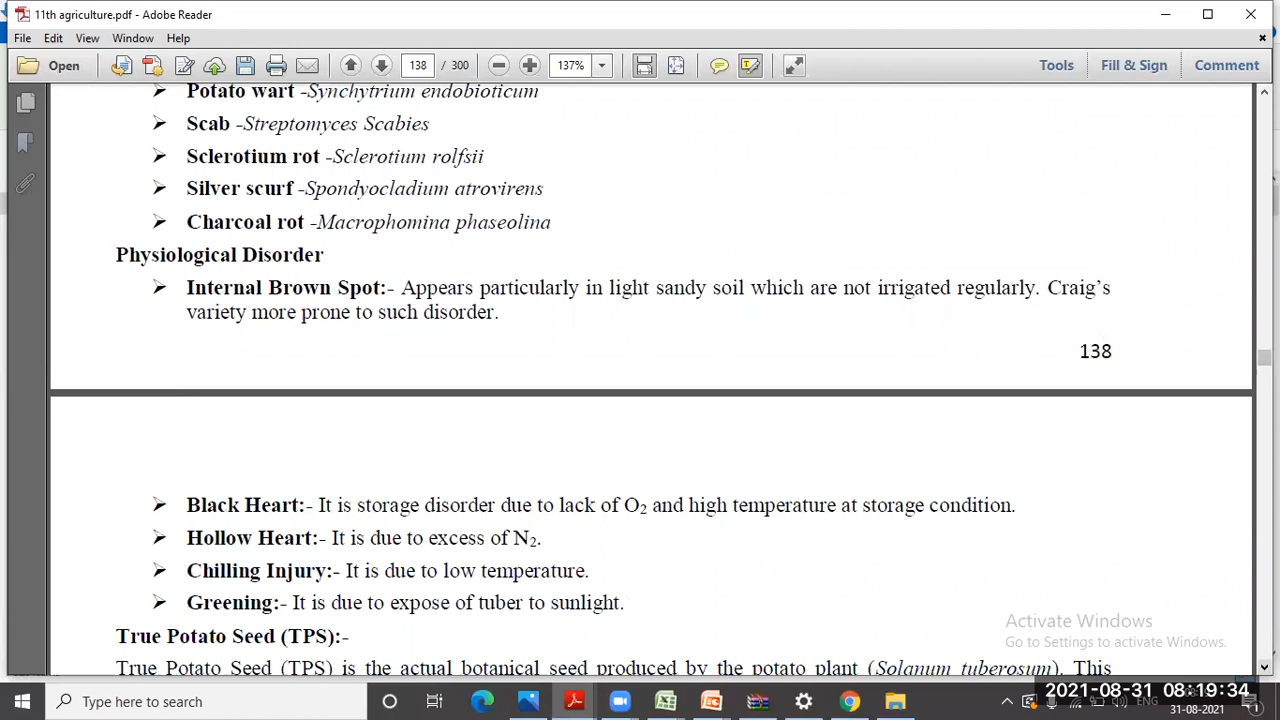 11th agriculture.pdf - Adobe Reader
File Edit View Window Help
Open 138 / 300 137% Tools Fill & Sign Comment
➢ Potato wart -Synchytrium endobioticum
➢ Scab -Streptomyces Scabies
➢ Sclerotium rot -Sclerotium rolfsii
➢ Silver scurf -Spondyocladium atrovirens
➢ Charcoal rot -Macrophomina phaseolina
Physiological Disorder
➢ Internal Brown Spot:- Appears particularly in light sandy soil which are not irrigated regularly. Craig’s
variety more prone to such disorder.
138
➢ Black Heart:- It is storage disorder due to lack of O₂ and high temperature at storage condition.
➢ Hollow Heart:- It is due to excess of N₂.
➢ Chilling Injury:- It is due to low temperature.
➢ Greening:- It is due to expose of tuber to sunlight.
True Potato Seed (TPS):-
True Potato Seed (TPS) is the actual botanical seed produced by the potato plant (Solanum tuberosum). This
Activate Windows
Go to Settings to activate Windows.
Type here to search
2021-08-31 08:19:34
ENG
31-08-2021